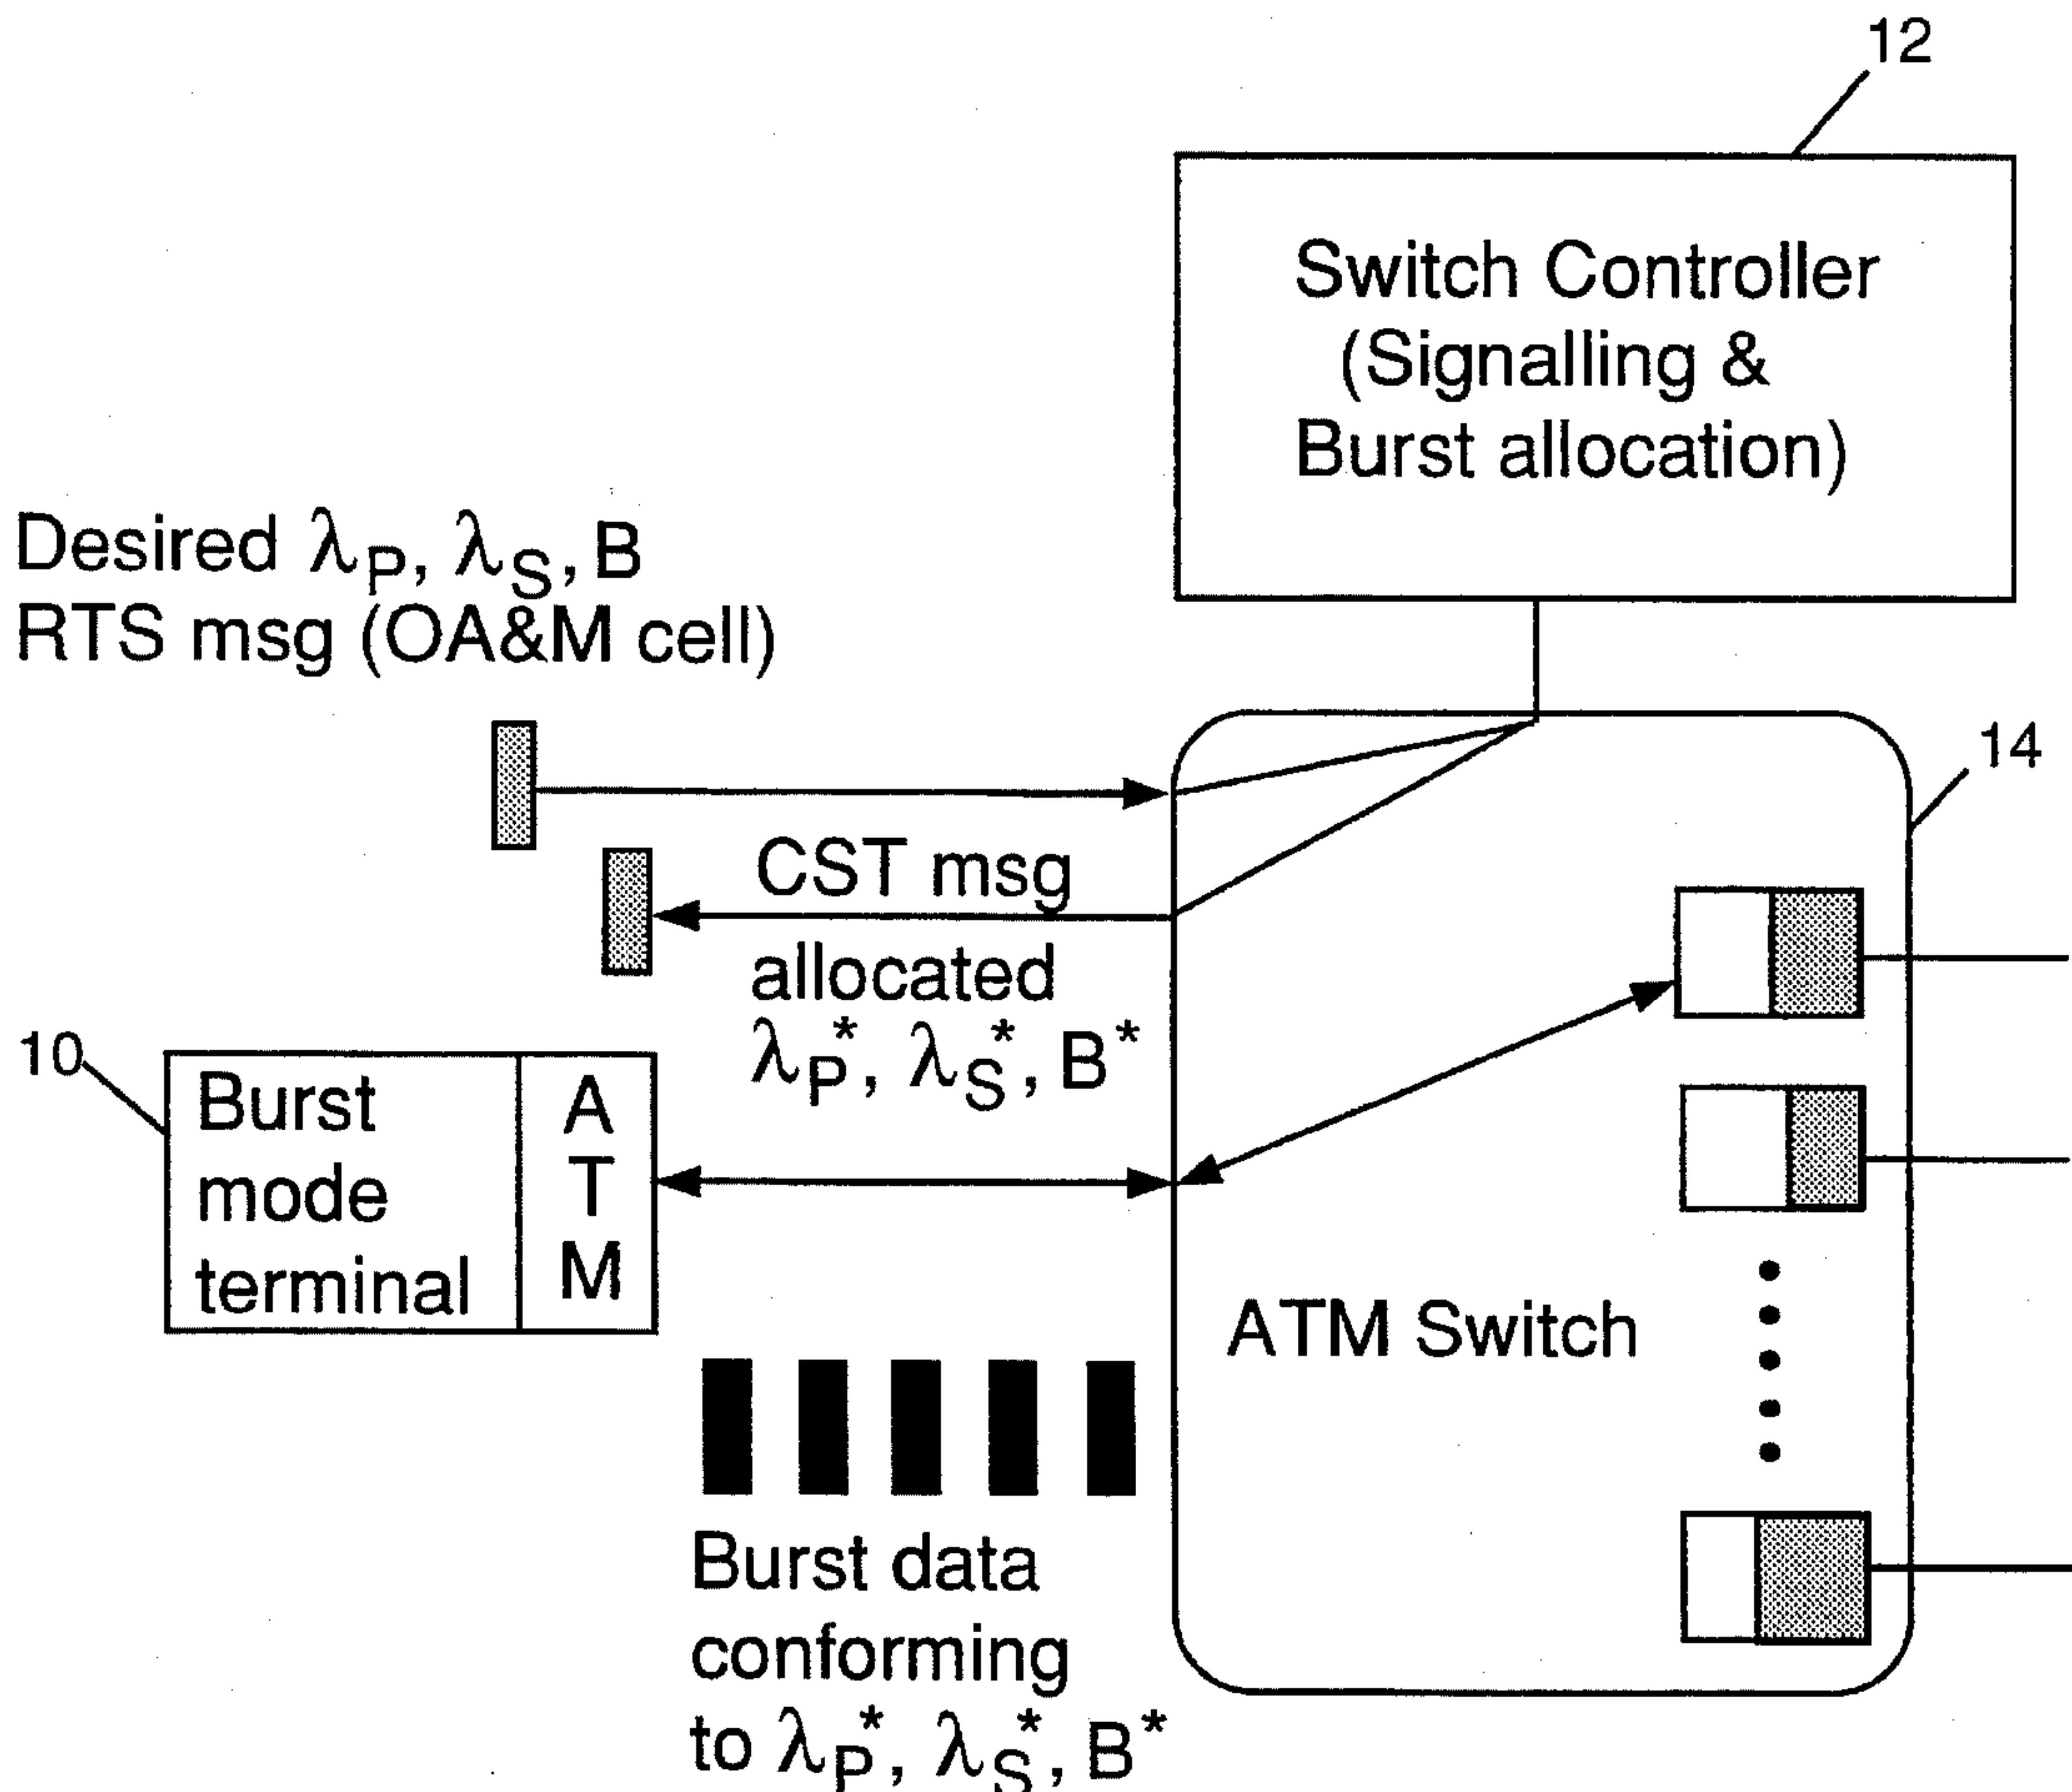 12
Switch Controller
(Signalling &
Burst allocation)
Desired λP, λS, B
RTS msg (OA&M cell)
14
CST msg
allocated
λP*, λS*, B*
10
Burst
mode
terminal
A
T
M
ATM Switch
Burst data
conforming
to λP*, λS*, B*